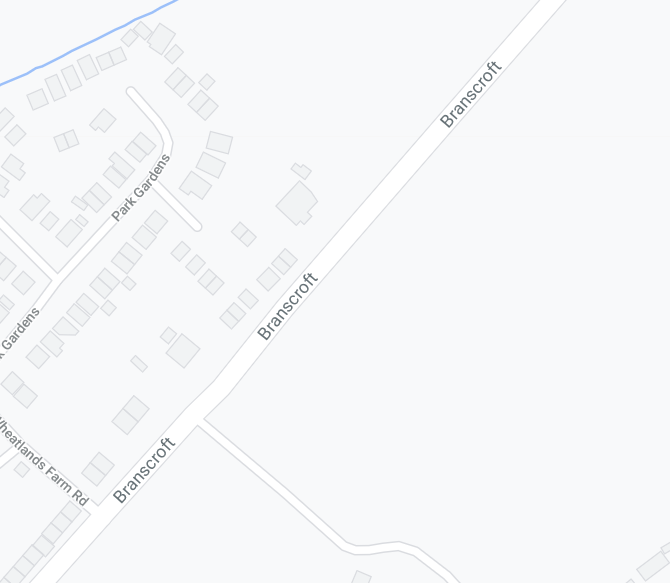 Branscroft
Park Gardens
Branscroft
k Gardens
Wheatlands Farm Rd
Branscroft